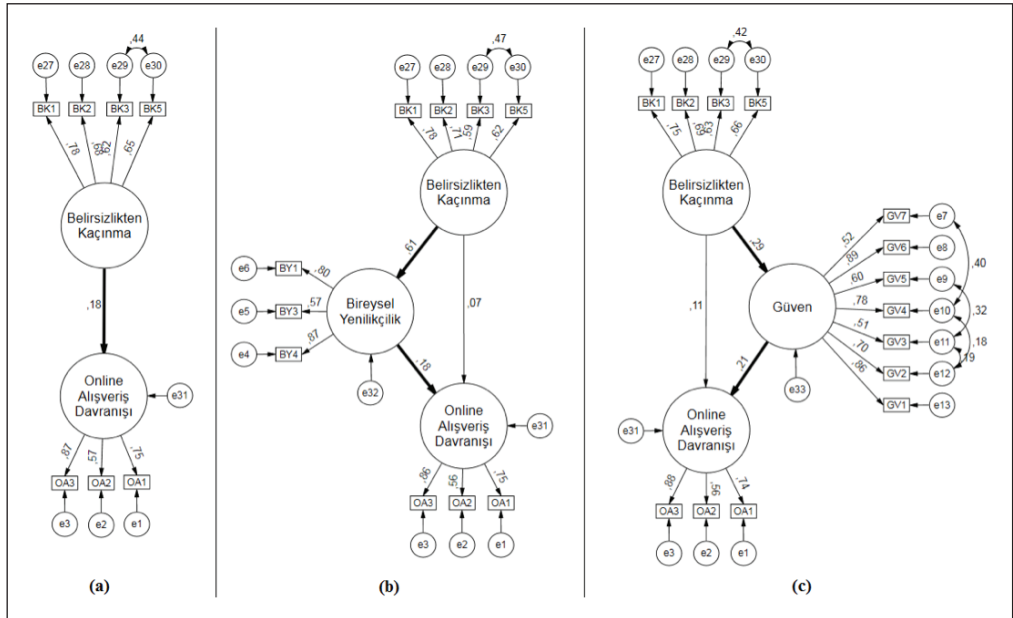 ,44
e27 e28 e29 e30
BK1 BK2 BK3 BK5
,78 ,68 ,62 ,65
Belirsizlikten
Kaçınma
,18
Online
Alışveriş
Davranışı
e31
,87 ,57 ,75
OA3 OA2 OA1
e3 e2 e1
(a)
,47
e27 e28 e29 e30
BK1 BK2 BK3 BK5
,78 ,71 ,59 ,62
Belirsizlikten
Kaçınma
,61
,07
e6 BY1 ,80
e5 BY3 ,57
e4 BY4 ,87
Bireysel
Yenilikçilik
e32
,18
Online
Alışveriş
Davranışı
e31
,86 ,56 ,75
OA3 OA2 OA1
e3 e2 e1
(b)
,42
e27 e28 e29 e30
BK1 BK2 BK3 BK5
,75 ,69 ,63 ,66
Belirsizlikten
Kaçınma
,29
,11
Güven
,52 GV7 e7
,89 GV6 e8
,60 GV5 e9
,78 GV4 e10
,51 GV3 e11
,70 GV2 e12
,86 GV1 e13
,40
,32
,18
,19
e33
,21
Online
Alışveriş
Davranışı
e31
,88 ,56 ,74
OA3 OA2 OA1
e3 e2 e1
(c)